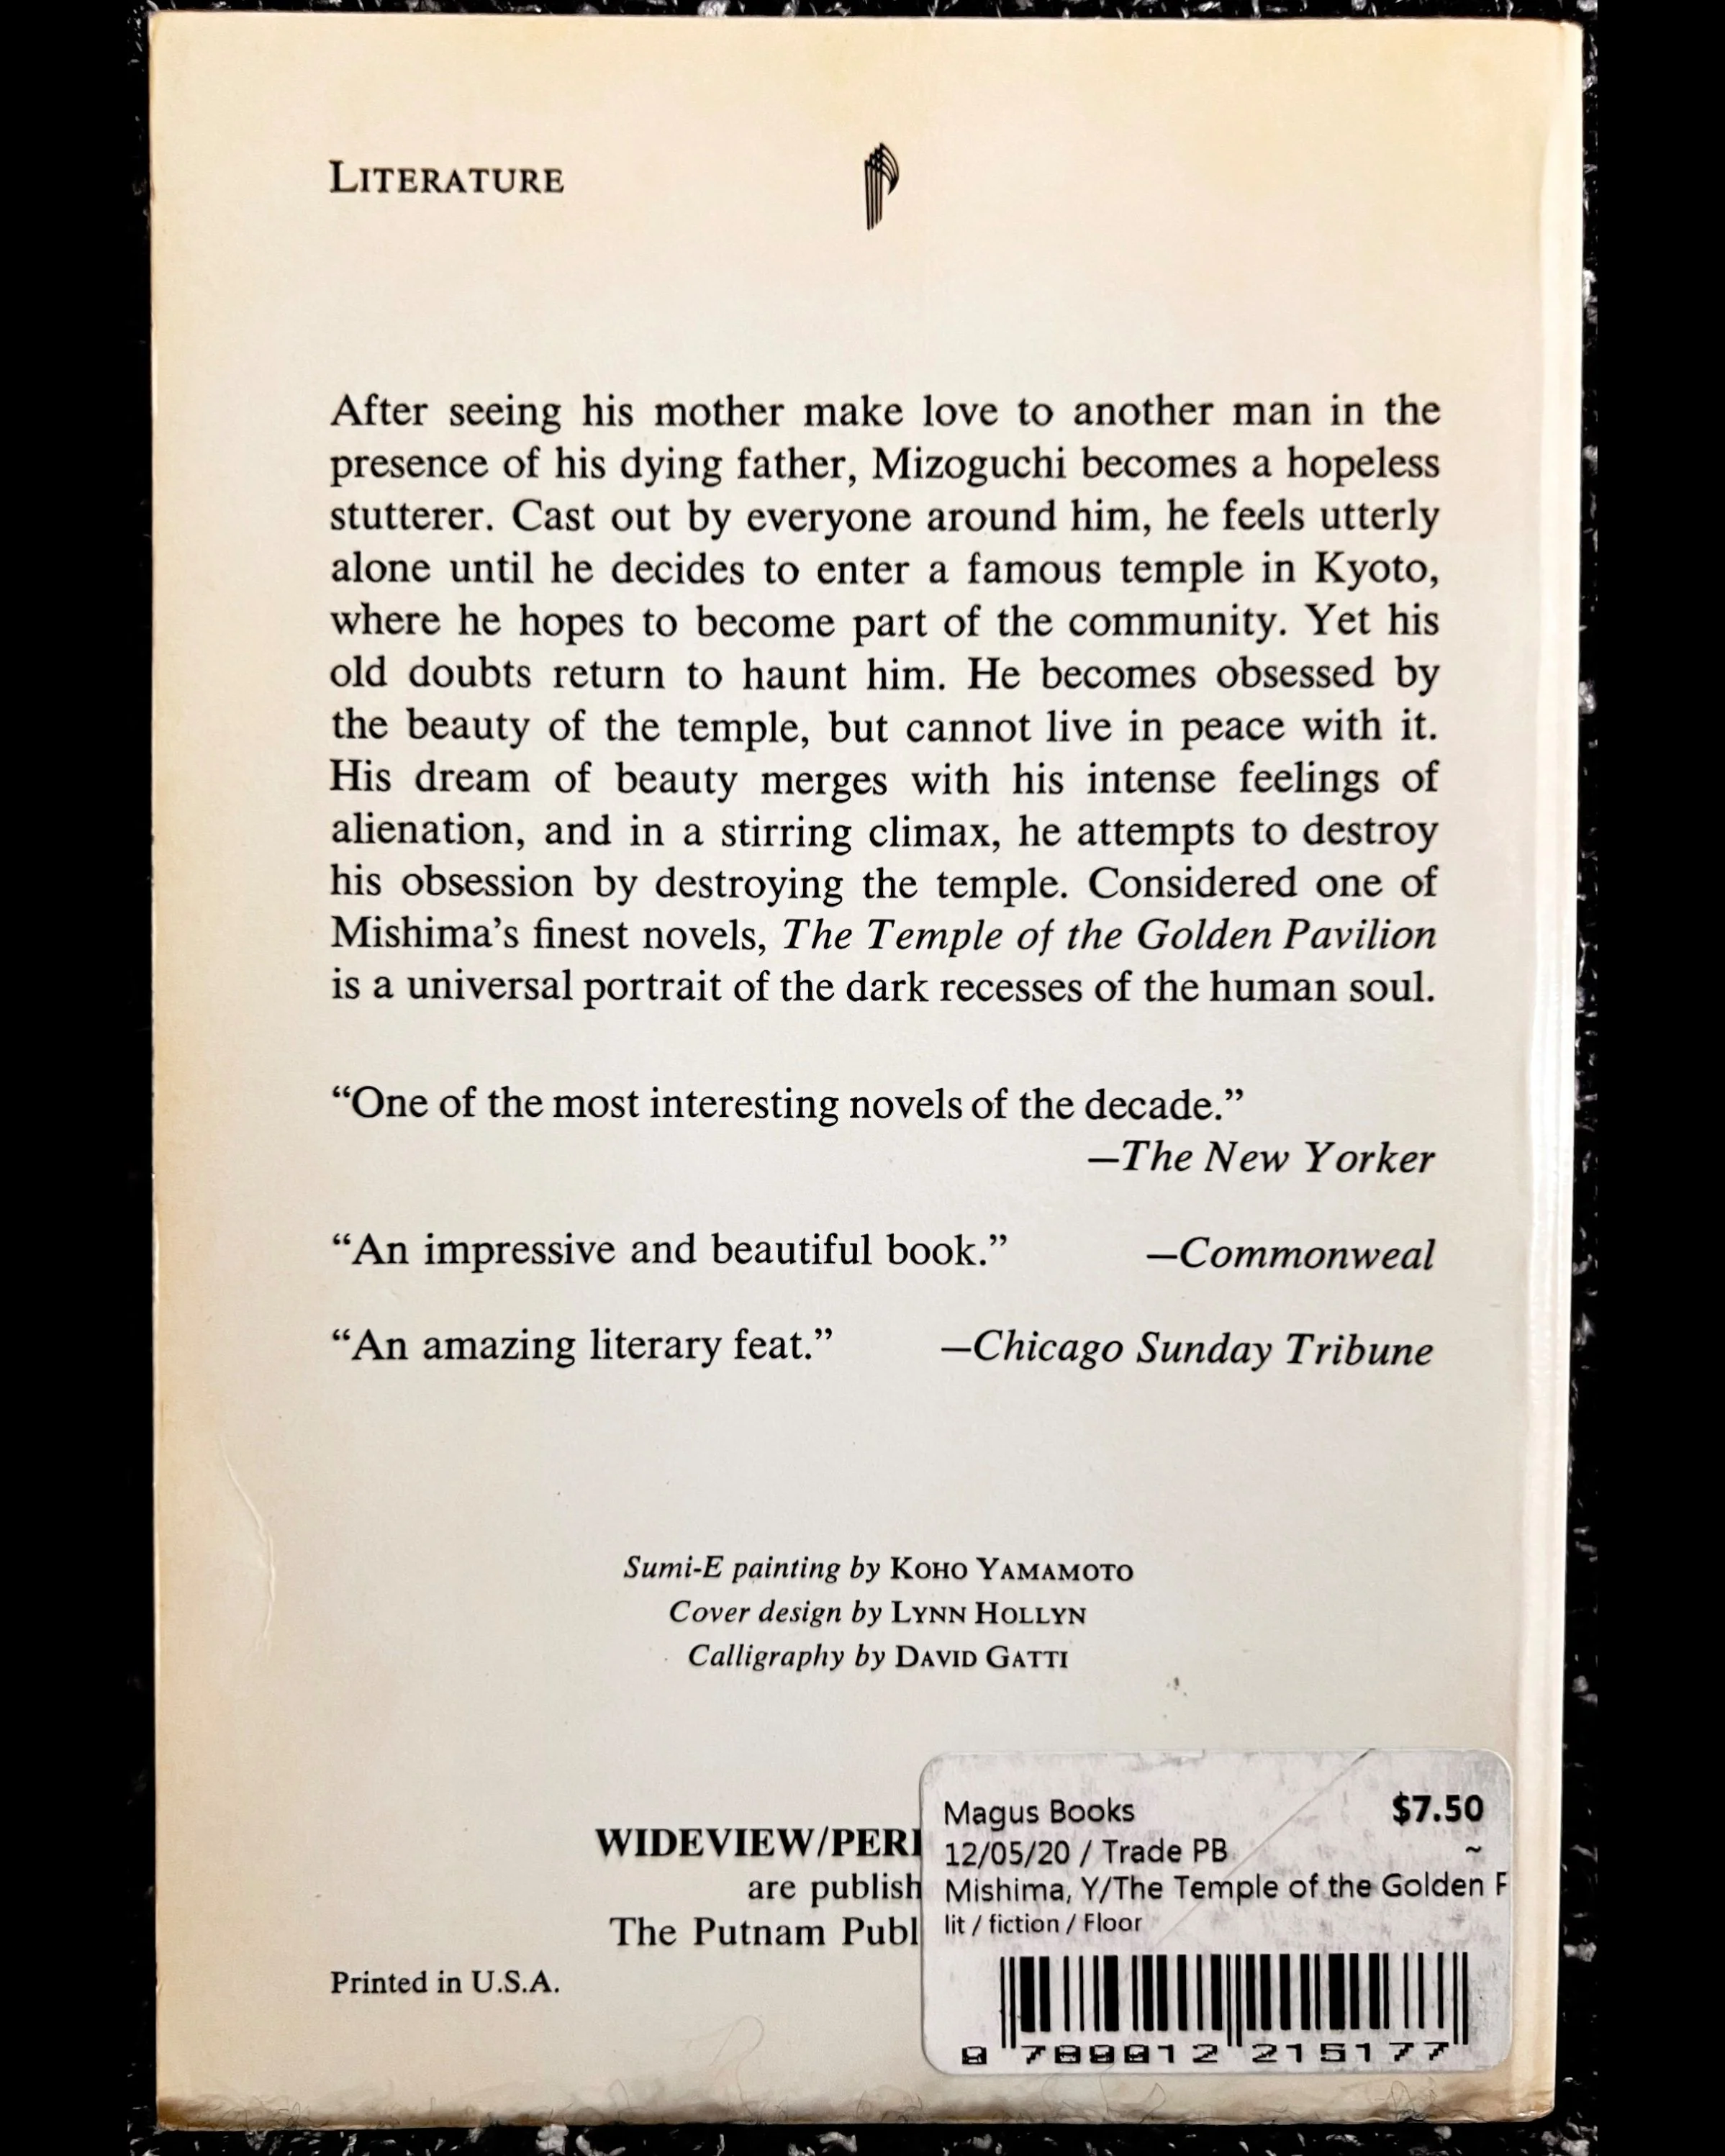 LITERATURE
After seeing his mother make love to another man in the
presence of his dying father, Mizoguchi becomes a hopeless
stutterer. Cast out by everyone around him, he feels utterly
alone until he decides to enter a famous temple in Kyoto,
where he hopes to become part of the community. Yet his
old doubts return to haunt him. He becomes obsessed by
the beauty of the temple, but cannot live in peace with it.
His dream of beauty merges with his intense feelings of
alienation, and in a stirring climax, he attempts to destroy
his obsession by destroying the temple. Considered one of
Mishima’s finest novels, The Temple of the Golden Pavilion
is a universal portrait of the dark recesses of the human soul.
“One of the most interesting novels of the decade.”
—The New Yorker
“An impressive and beautiful book.” —Commonweal
“An amazing literary feat.” —Chicago Sunday Tribune
Sumi-E painting by KOHO YAMAMOTO
Cover design by LYNN HOLLYN
Calligraphy by DAVID GATTI
WIDEVIEW/PERI
are publish
The Putnam Publ
Printed in U.S.A.
Magus Books $7.50
12/05/20 / Trade PB ~
Mishima, Y/The Temple of the Golden P
lit / fiction / Floor